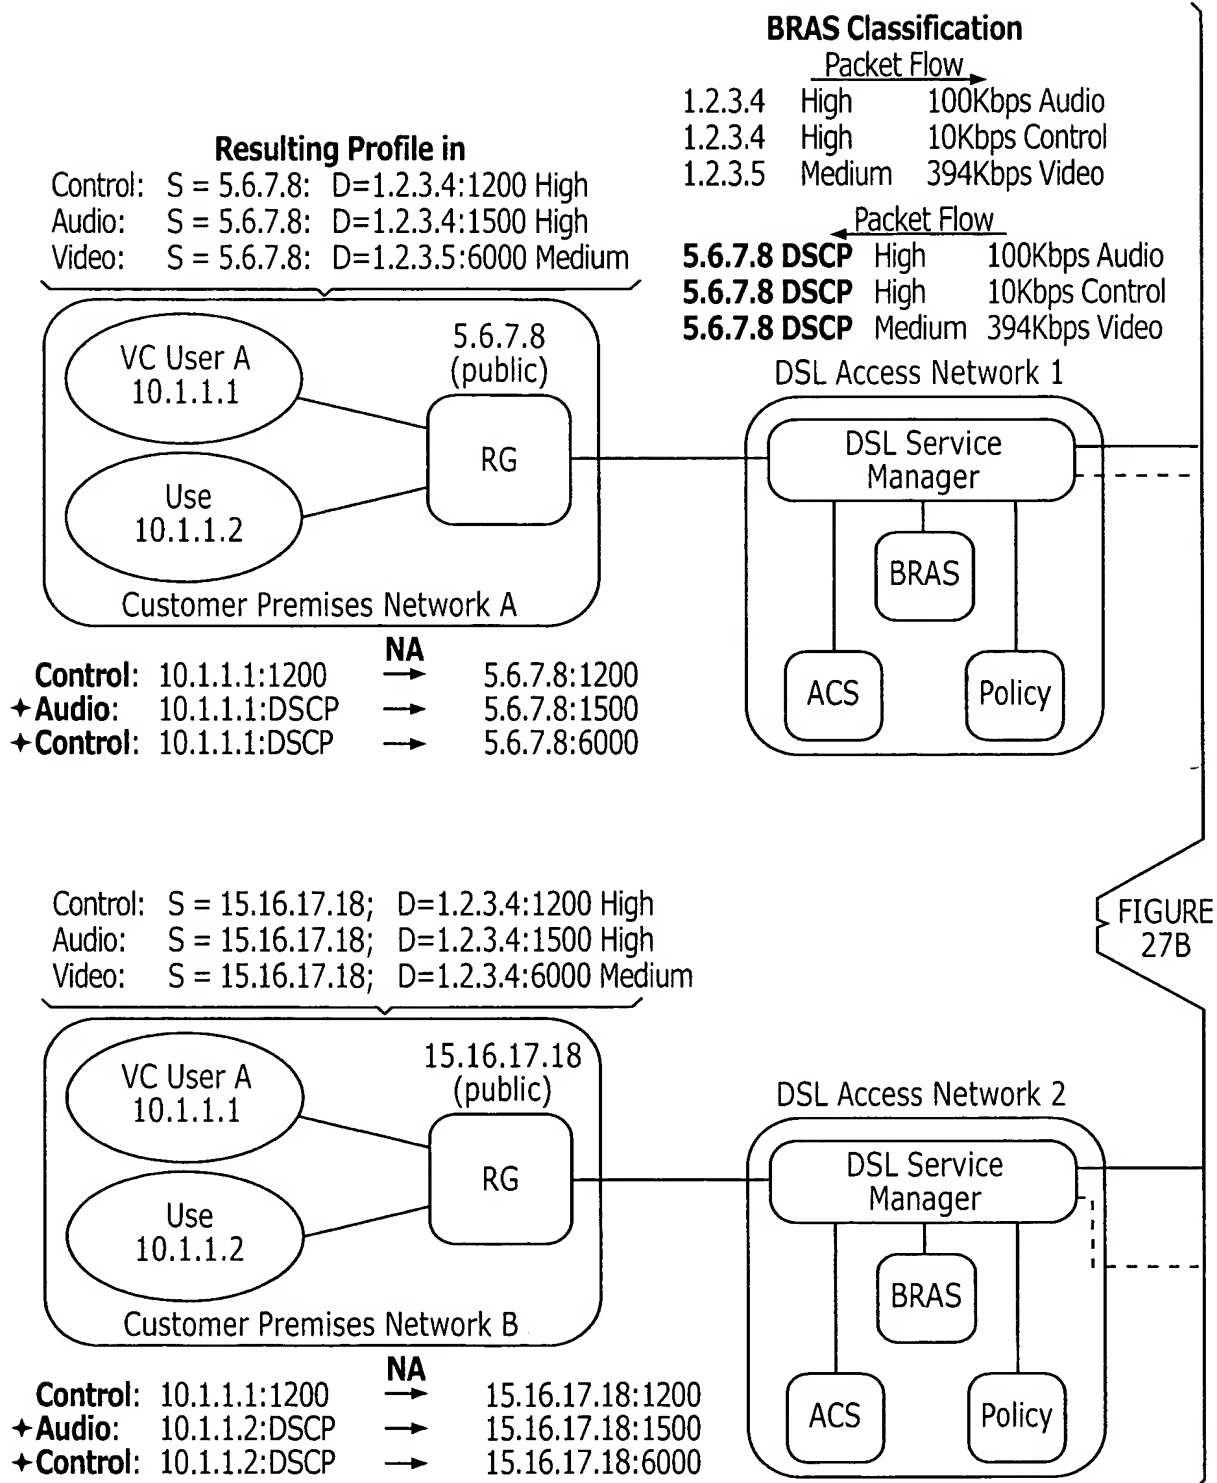 BRAS Classification
Packet Flow
1.2.3.4 High 100Kbps Audio
1.2.3.4 High 10Kbps Control
1.2.3.5 Medium 394Kbps Video
Packet Flow
5.6.7.8 DSCP High 100Kbps Audio
5.6.7.8 DSCP High 10Kbps Control
5.6.7.8 DSCP Medium 394Kbps Video
Resulting Profile in
Control: S = 5.6.7.8: D=1.2.3.4:1200 High
Audio: S = 5.6.7.8: D=1.2.3.4:1500 High
Video: S = 5.6.7.8: D=1.2.3.5:6000 Medium
VC User A
10.1.1.1
Use
10.1.1.2
5.6.7.8
(public)
RG
Customer Premises Network A
DSL Access Network 1
DSL Service
Manager
BRAS
ACS
Policy
NA
Control: 10.1.1.1:1200 → 5.6.7.8:1200
✦Audio: 10.1.1.1:DSCP → 5.6.7.8:1500
✦Control: 10.1.1.1:DSCP → 5.6.7.8:6000
FIGURE
27B
Control: S = 15.16.17.18; D=1.2.3.4:1200 High
Audio: S = 15.16.17.18; D=1.2.3.4:1500 High
Video: S = 15.16.17.18; D=1.2.3.4:6000 Medium
VC User A
10.1.1.1
Use
10.1.1.2
15.16.17.18
(public)
RG
Customer Premises Network B
DSL Access Network 2
DSL Service
Manager
BRAS
ACS
Policy
NA
Control: 10.1.1.1:1200 → 15.16.17.18:1200
✦Audio: 10.1.1.2:DSCP → 15.16.17.18:1500
✦Control: 10.1.1.2:DSCP → 15.16.17.18:6000